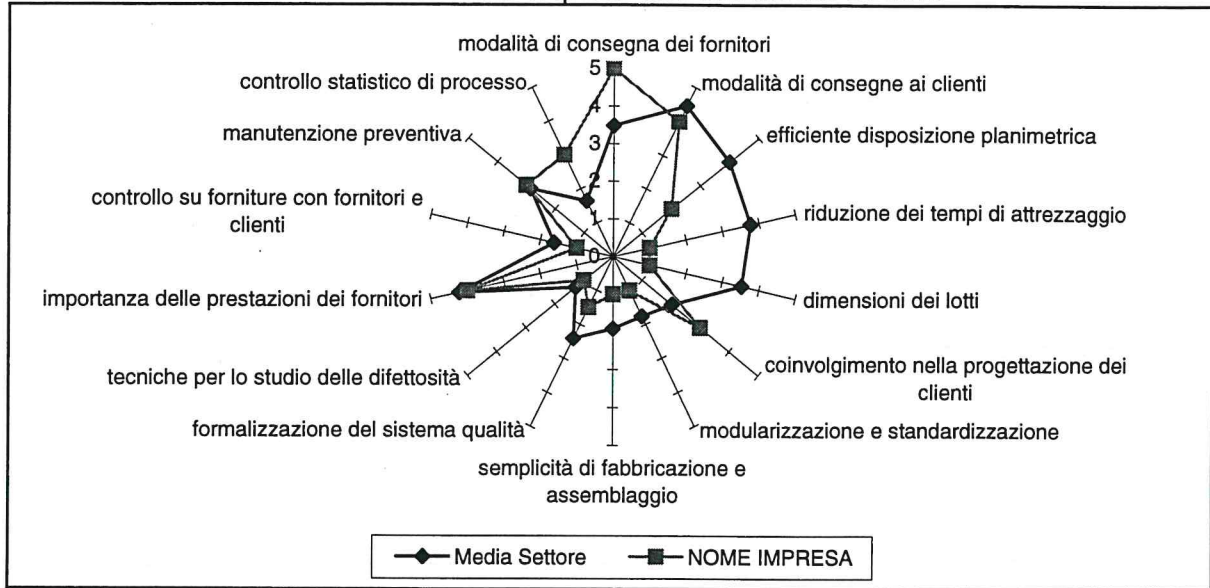 modalità di consegna dei fornitori
controllo statistico di processo
5
modalità di consegne ai clienti
4
manutenzione preventiva
efficiente disposizione planimetrica
3
2
controllo su forniture con fornitori e
clienti
1
riduzione dei tempi di attrezzaggio
0
importanza delle prestazioni dei fornitori
dimensioni dei lotti
tecniche per lo studio delle difettosità
coinvolgimento nella progettazione dei
clienti
formalizzazione del sistema qualità
modularizzazione e standardizzazione
semplicità di fabbricazione e
assemblaggio
Media Settore
NOME IMPRESA